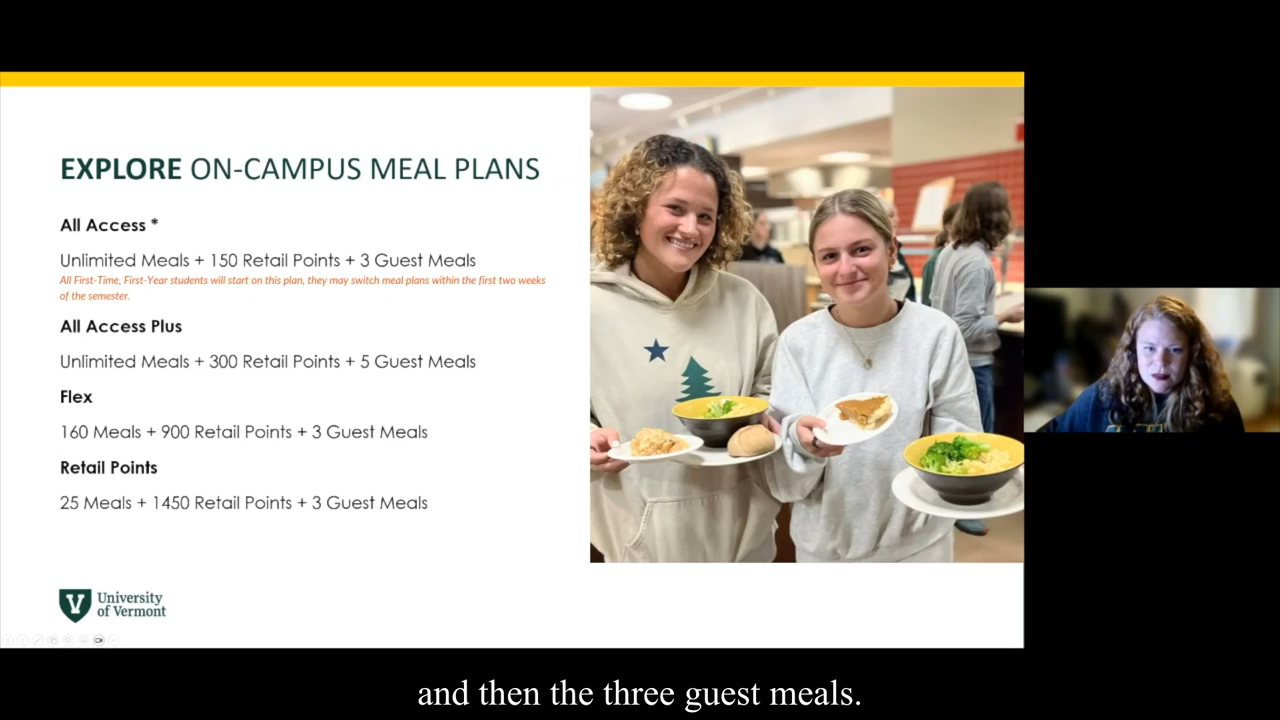 EXPLORE ON-CAMPUS MEAL PLANS
All Access *
Unlimited Meals + 150 Retail Points + 3 Guest Meals
All First-Time, First-Year students will start on this plan, they may switch meal plans within the first two weeks
of the semester.
All Access Plus
Unlimited Meals + 300 Retail Points + 5 Guest Meals
Flex
160 Meals + 900 Retail Points + 3 Guest Meals
Retail Points
25 Meals + 1450 Retail Points + 3 Guest Meals
V University
of Vermont
and then the three guest meals.